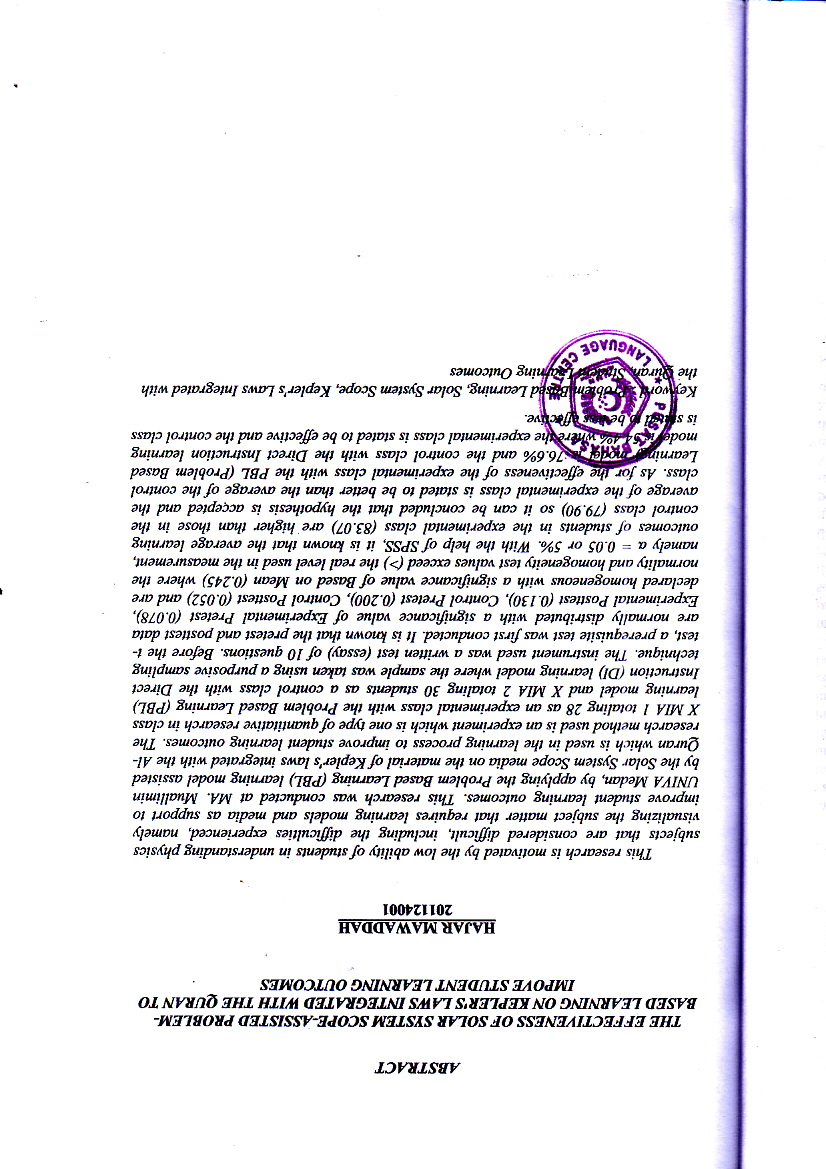 ABSTRACT
THE EFFECTIVENESS OF SOLAR SYSTEM SCOPE-ASSISTED PROBLEM-
BASED LEARNING ON KEPLER'S LAWS INTEGRATED WITH THE QURAN TO
IMPROVE STUDENT LEARNING OUTCOMES
HAJAR MAWADDAH
201124001
This research is motivated by the low ability of students in understanding physics
subjects that are considered difficult, including the difficulties experienced, namely
visualizing the subject matter that requires learning models and media as support to
improve student learning outcomes. This research was conducted at MA. Muallimin
UNIVA Medan, by applying the Problem Based Learning (PBL) learning model assisted
by the Solar System Scope media on the material of Kepler's laws integrated with the Al-
Quran which is used in the learning process to improve student learning outcomes. The
research method used is an experiment which is one type of quantitative research in class
X MIA 1 totaling 28 as an experimental class with the Problem Based Learning (PBL)
learning model and X MIA 2 totaling 30 students as a control class with the Direct
Instruction (DI) learning model where the sample was taken using a purposive sampling
technique. The instrument used was a written test (essay) of 10 questions. Before the t-
test, a prerequisite test was first conducted. It is known that the pretest and posttest data
are normally distributed with a significance value of Experimental Pretest (0.078),
Experimental Posttest (0.130), Control Pretest (0.200), Control Posttest (0.052) and are
declared homogeneous with a significance value of Based on Mean (0.245) where the
normality and homogeneity test values exceed (>) the real level used in the measurement,
namely a = 0.05 or 5%. With the help of SPSS, it is known that the average learning
outcomes of students in the experimental class (83.07) are higher than those in the
control class (79.90) so it can be concluded that the hypothesis is accepted and the
average of the experimental class is stated to be better than the average of the control
class. As for the effectiveness of the experimental class with the PBL (Problem Based
Learning) model is 76.6% and the control class with the Direct Instruction learning
model is 54.4% where the experimental class is stated to be effective and the control class
is stated to be less effective.
Keyword : Problem Based Learning, Solar System Scope, Kepler's Laws Integrated with
the Quran, Student Learning Outcomes
PUSAT BAHASA
LANGUAGE CENTRE